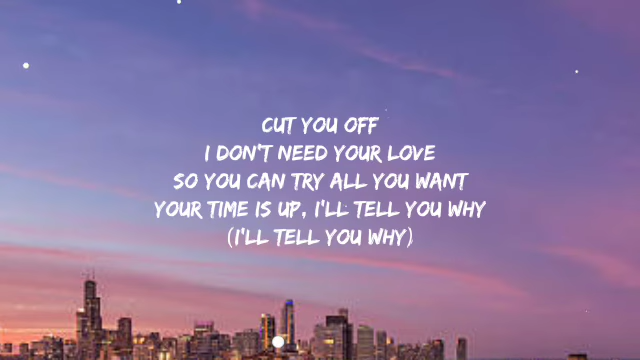 CUT YOU OFF
I DON'T NEED YOUR LOVE
SO YOU CAN TRY ALL YOU WANT
YOUR TIME IS UP, I'LL TELL YOU WHY
(I'LL TELL YOU WHY)